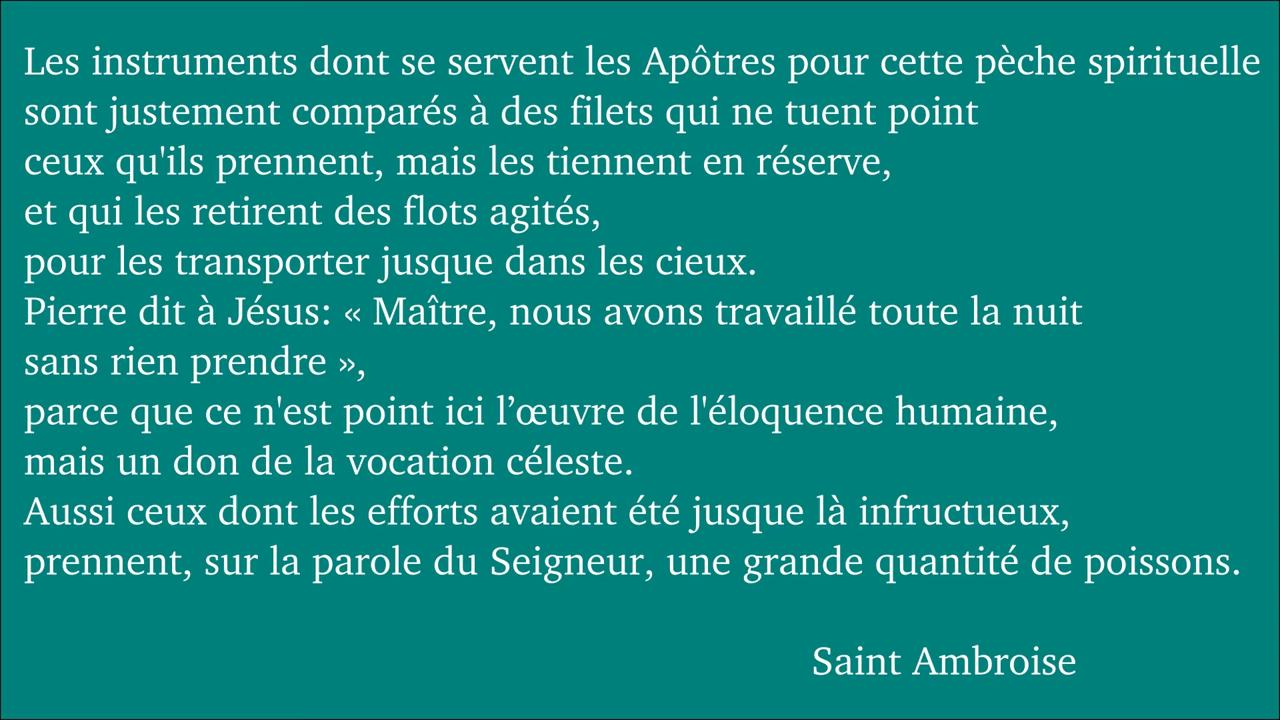 Les instruments dont se servent les Apôtres pour cette pèche spirituelle
sont justement comparés à des filets qui ne tuent point
ceux qu'ils prennent, mais les tiennent en réserve,
et qui les retirent des flots agités,
pour les transporter jusque dans les cieux.
Pierre dit à Jésus: « Maître, nous avons travaillé toute la nuit
sans rien prendre »,
parce que ce n'est point ici l’œuvre de l'éloquence humaine,
mais un don de la vocation céleste.
Aussi ceux dont les efforts avaient été jusque là infructueux,
prennent, sur la parole du Seigneur, une grande quantité de poissons.
Saint Ambroise